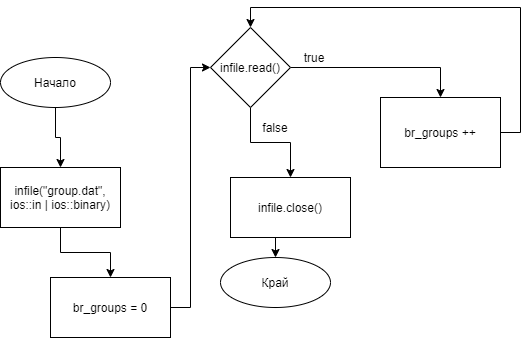 Начало
infile("group.dat",
ios::in | ios::binary)
br_groups = 0
infile.read()
true
br_groups ++
false
infile.close()
Край